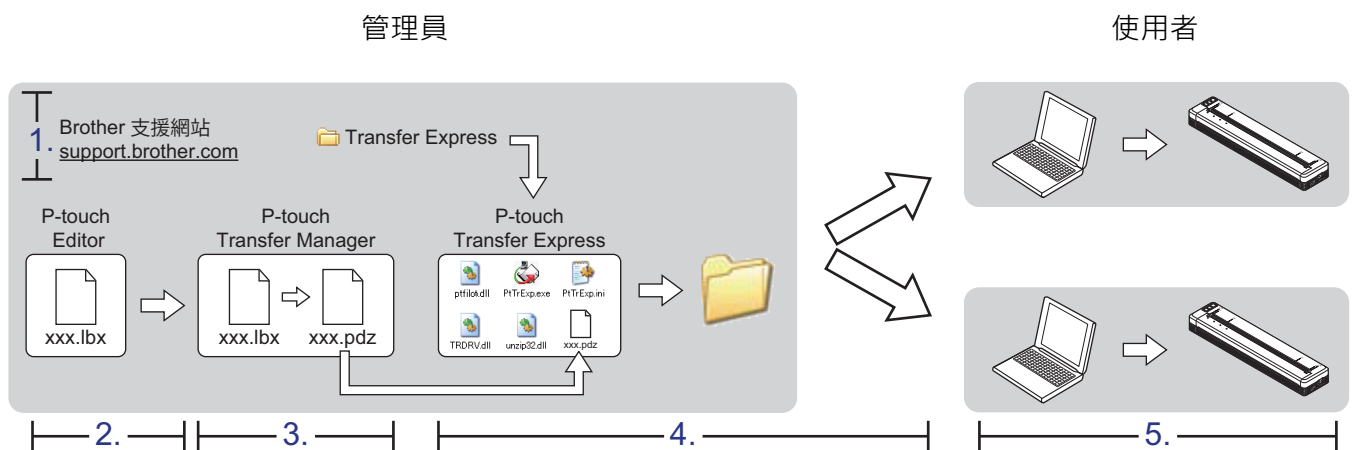 管理員
使用者
1.
Brother 支援網站
support.brother.com
Transfer Express
P-touch
Editor
P-touch
Transfer Manager
P-touch
Transfer Express
xxx.lbx
xxx.lbx
xxx.pdz
ptfilot.dll
PtTrExp.exe
PtTrExp.ini
TRDRV.dll
unzip32.dll
xxx.pdz
2.
3.
4.
5.